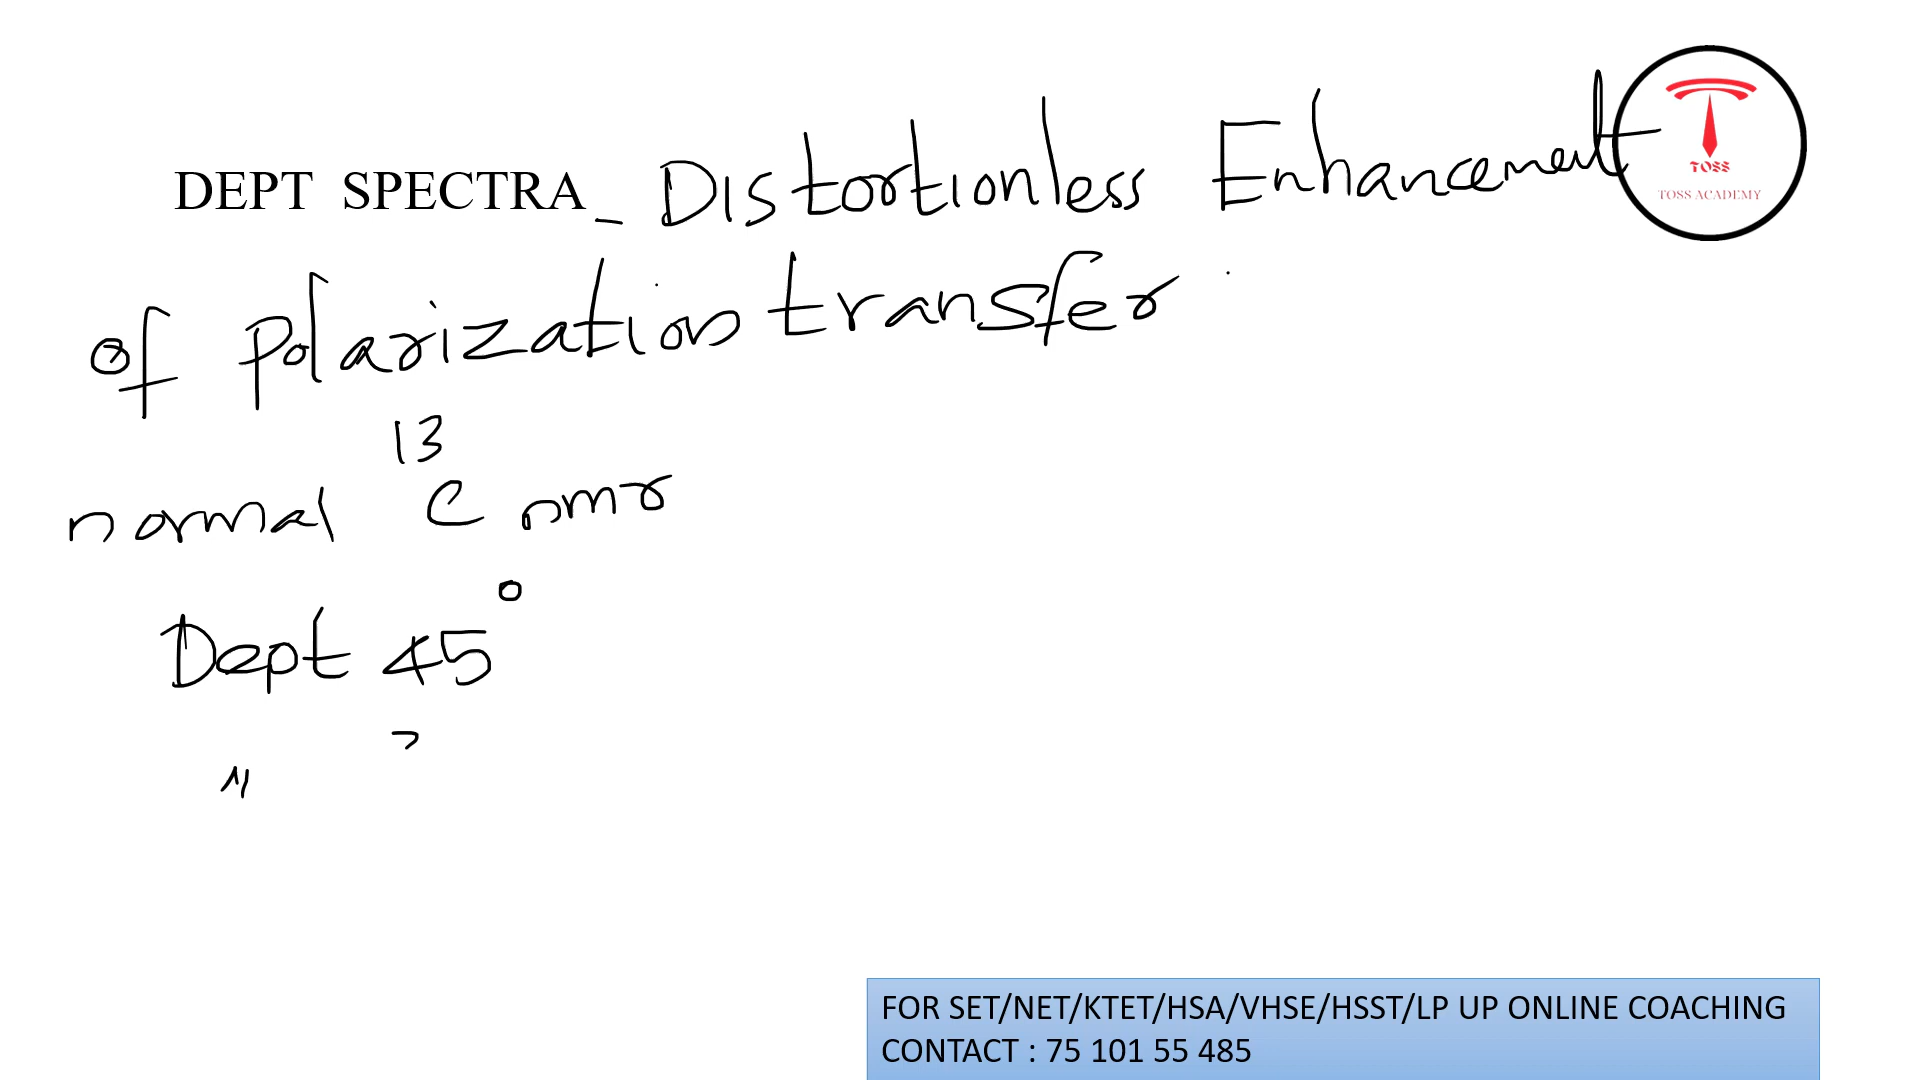 DEPT SPECTRA - Distortionless Enhancement
TOSS
TOSS ACADEMY
of polarization transfer
13
normal C nmr
Dept 45°
"
FOR SET/NET/KTET/HSA/VHSE/HSST/LP UP ONLINE COACHING
CONTACT : 75 101 55 485